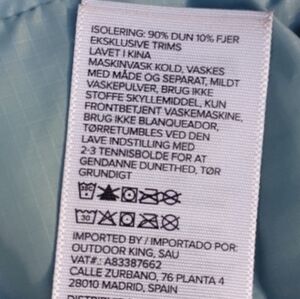 ISOLERING: 90% DUN 10% FJER
EKSKLUSIVE TRIMS
LAVET I KINA
MASKINVASK KOLD, VASKES
MED MÅDE OG SEPARAT, MILDT
VASKEPULVER, BRUG IKKE
STOFFE SKYLLEMIDDEL, KUN
FRONTBETJENT VASKEMASKINE,
BRUG IKKE BLANQUEADOR,
TØRRETUMBLES VED DEN
LAVE INDSTILLING MED
2-3 TENNISBOLDE FOR AT
GENDANNE DUNETHED, TØR
GRUNDIGT
30
IMPORTED BY / IMPORTADO POR:
OUTDOOR KING, SAU
VAT#.: A83387662
CALLE ZURBANO, 76 PLANTA 4
28010 MADRID, SPAIN